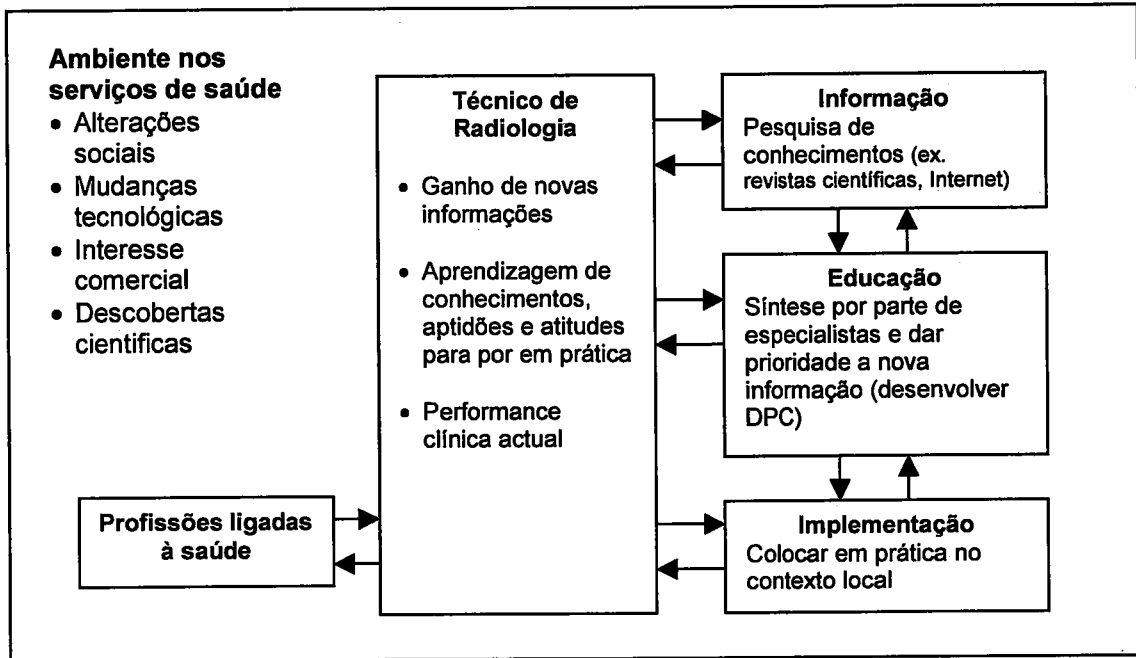 Ambiente nos
serviços de saúde
• Alterações
sociais
• Mudanças
tecnológicas
• Interesse
comercial
• Descobertas
cientificas
Profissões ligadas
à saúde
Técnico de
Radiologia
• Ganho de novas
informações
• Aprendizagem de
conhecimentos,
aptidões e atitudes
para por em prática
• Performance
clínica actual
Informação
Pesquisa de
conhecimentos (ex.
revistas científicas, Internet)
Educação
Síntese por parte de
especialistas e dar
prioridade a nova
informação (desenvolver
DPC)
Implementação
Colocar em prática no
contexto local